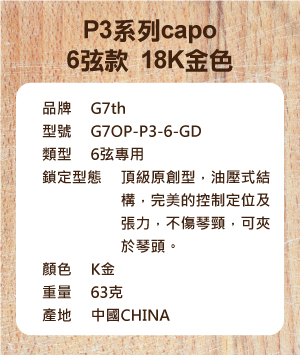 P3系列capo
6弦款 18K金色
品牌 G7th
型號 G7OP-P3-6-GD
類型 6弦專用
鎖定型態 頂級原創型，油壓式結
構，完美的控制定位及
張力，不傷琴頸，可夾
於琴頭。
顏色 K金
重量 63克
產地 中國CHINA